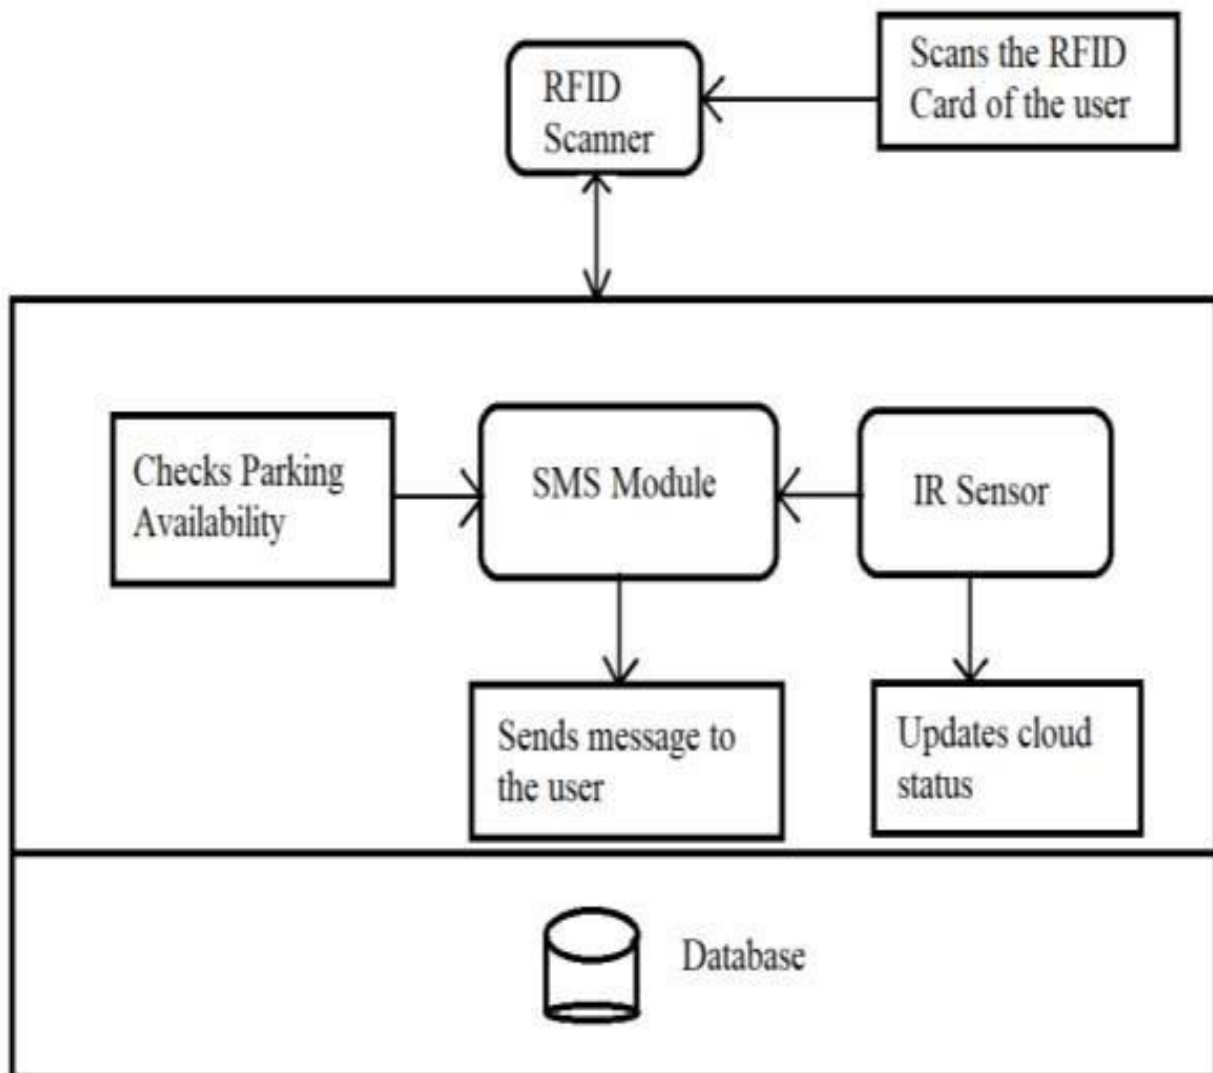 Scans the RFID
Card of the user
RFID
Scanner
Checks Parking
Availability
SMS Module
IR Sensor
Sends message to
the user
Updates cloud
status
Database